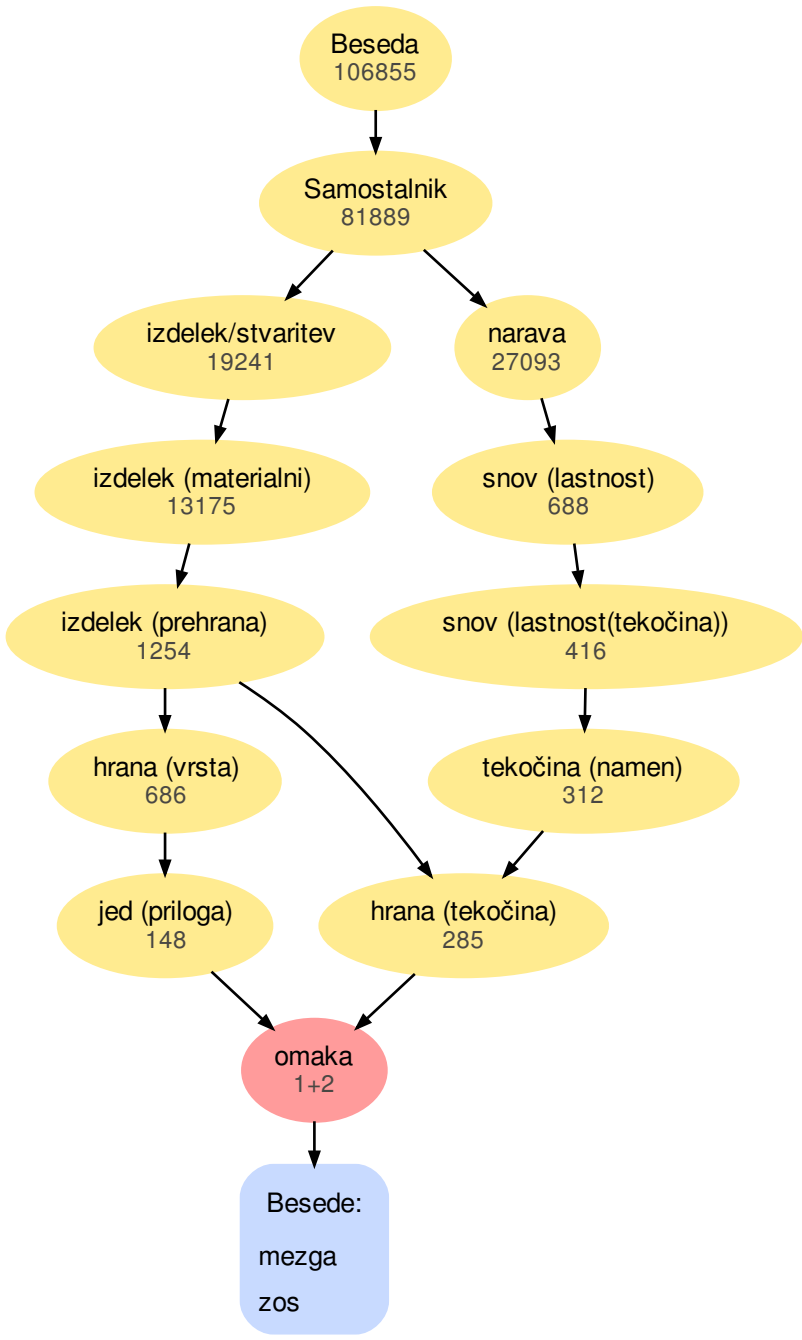 Beseda
106855
Samostalnik
81889
izdelek/stvaritev
19241
narava
27093
izdelek (materialni)
13175
snov (lastnost)
688
izdelek (prehrana)
1254
snov (lastnost(tekočina))
416
hrana (vrsta)
686
tekočina (namen)
312
jed (priloga)
148
hrana (tekočina)
285
omaka
1+2
Besede:
mezga
zos